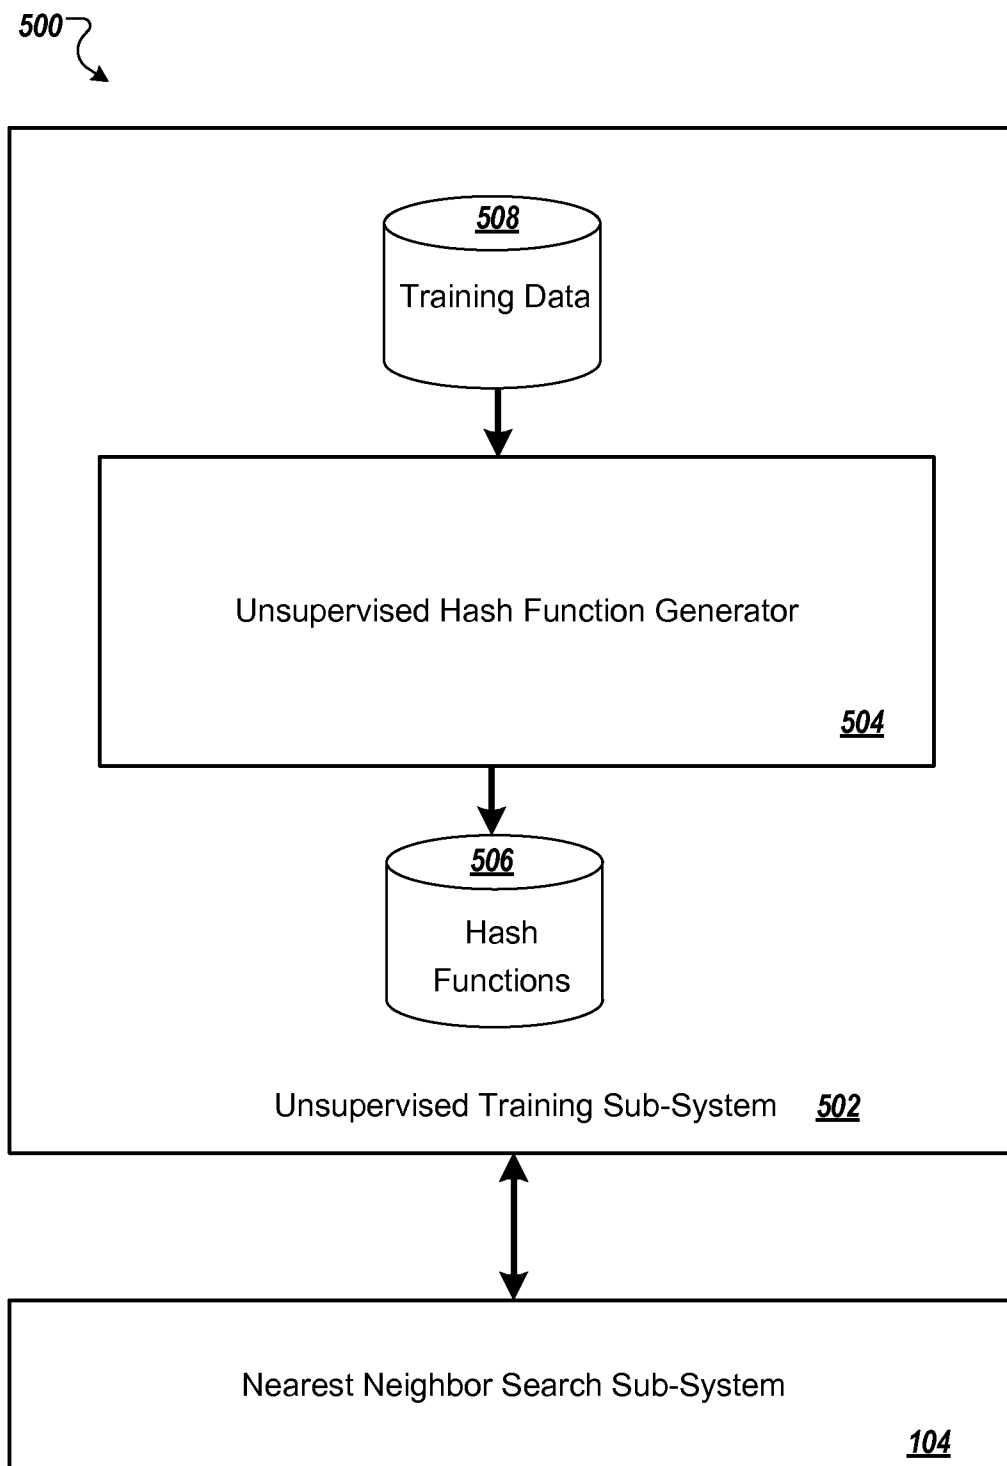 500
508
Training Data
Unsupervised Hash Function Generator
504
506
Hash
Functions
Unsupervised Training Sub-System 502
Nearest Neighbor Search Sub-System
104